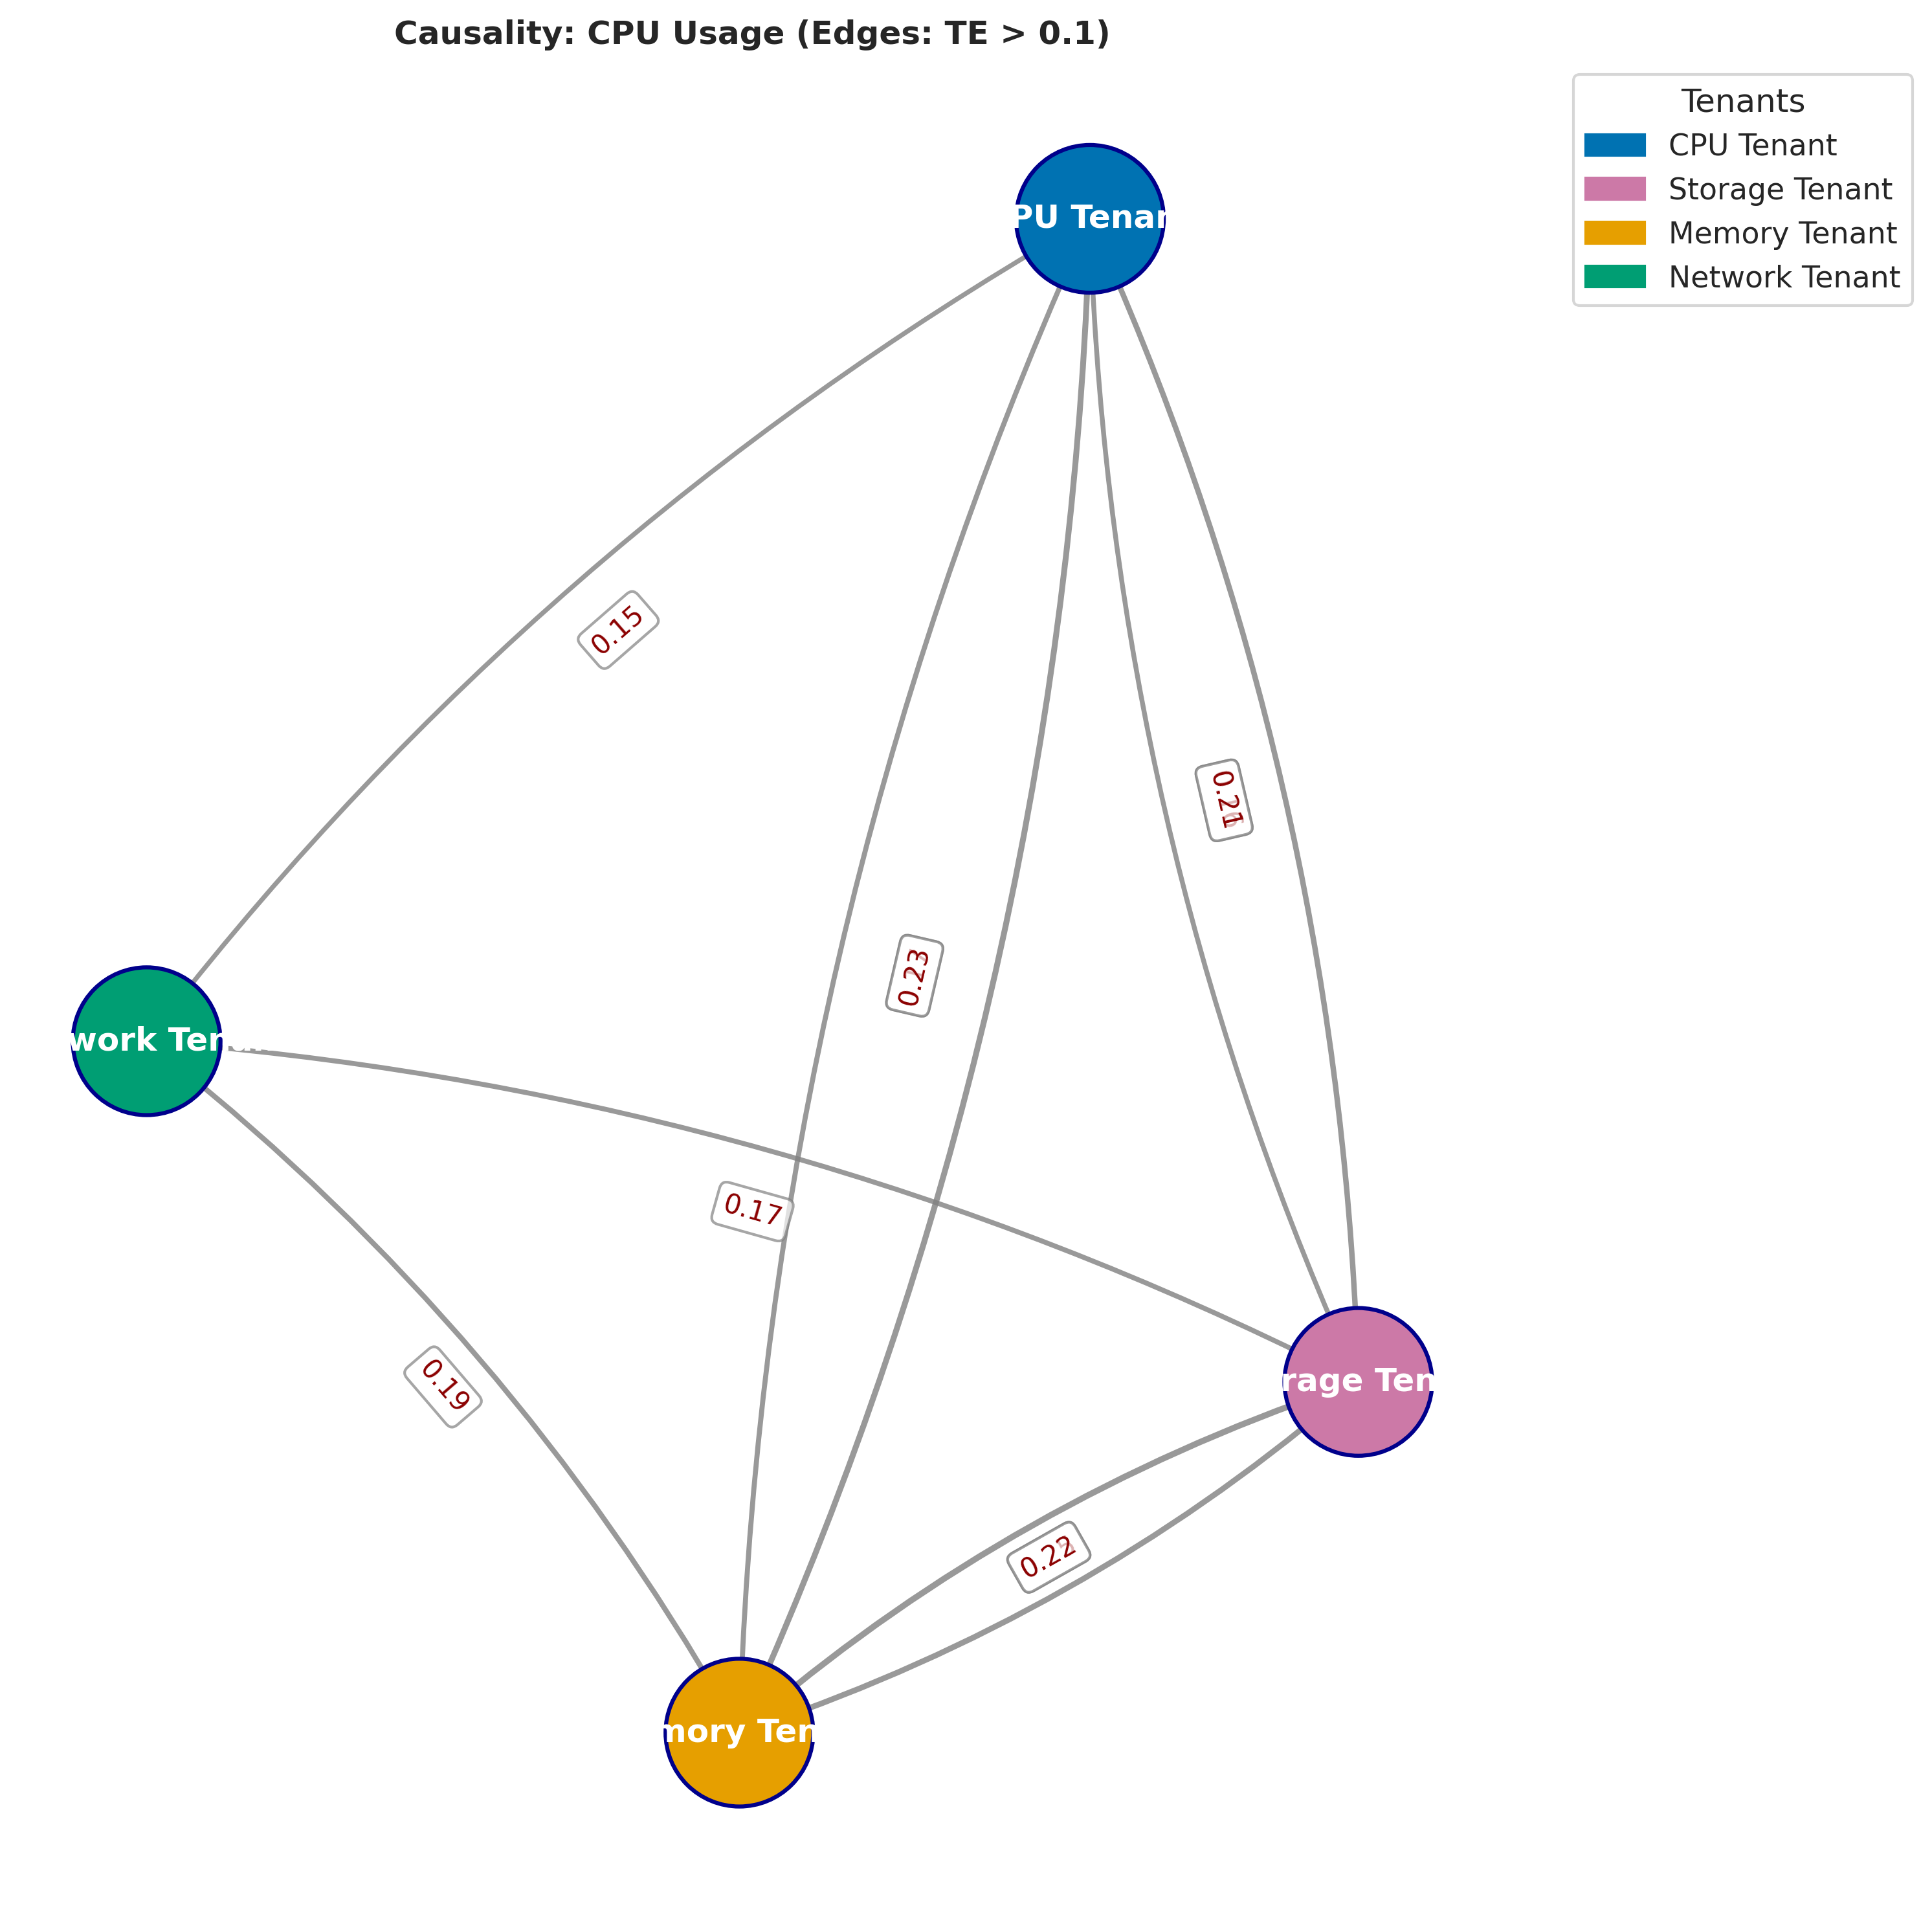 Causality: CPU Usage (Edges: TE > 0.1)
Tenants
CPU Tenant
Storage Tenant
Memory Tenant
Network Tenant
PU Tenan
0.15
0.21
0.23
work Ten
0.17
0.19
rage Ten
0.22
mory Ten